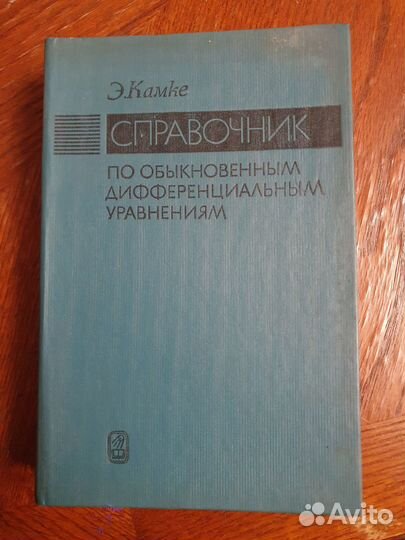 Э.Камке
СПРАВОЧНИК
ПО ОБЫКНОВЕННЫМ
ДИФФЕРЕНЦИАЛЬНЫМ
УРАВНЕНИЯМ
Avito